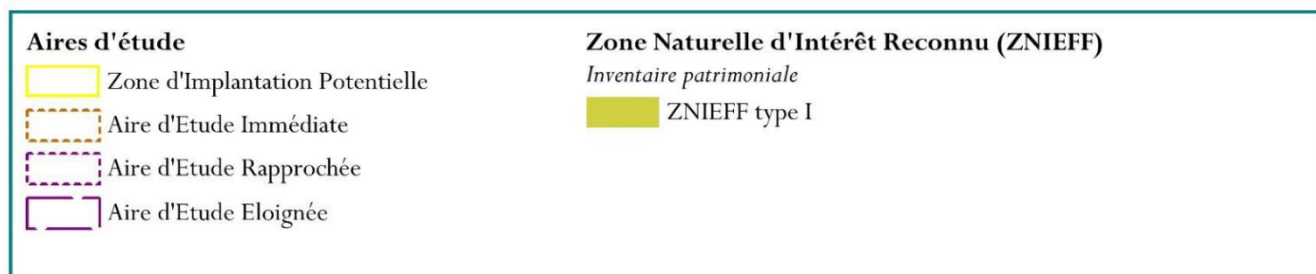 Aires d'étude
Zone d'Implantation Potentielle
Aire d'Etude Immédiate
Aire d'Etude Rapprochée
Aire d'Etude Eloignée
Zone Naturelle d'Intérêt Reconnu (ZNIEFF)
Inventaire patrimoniale
ZNIEFF type I